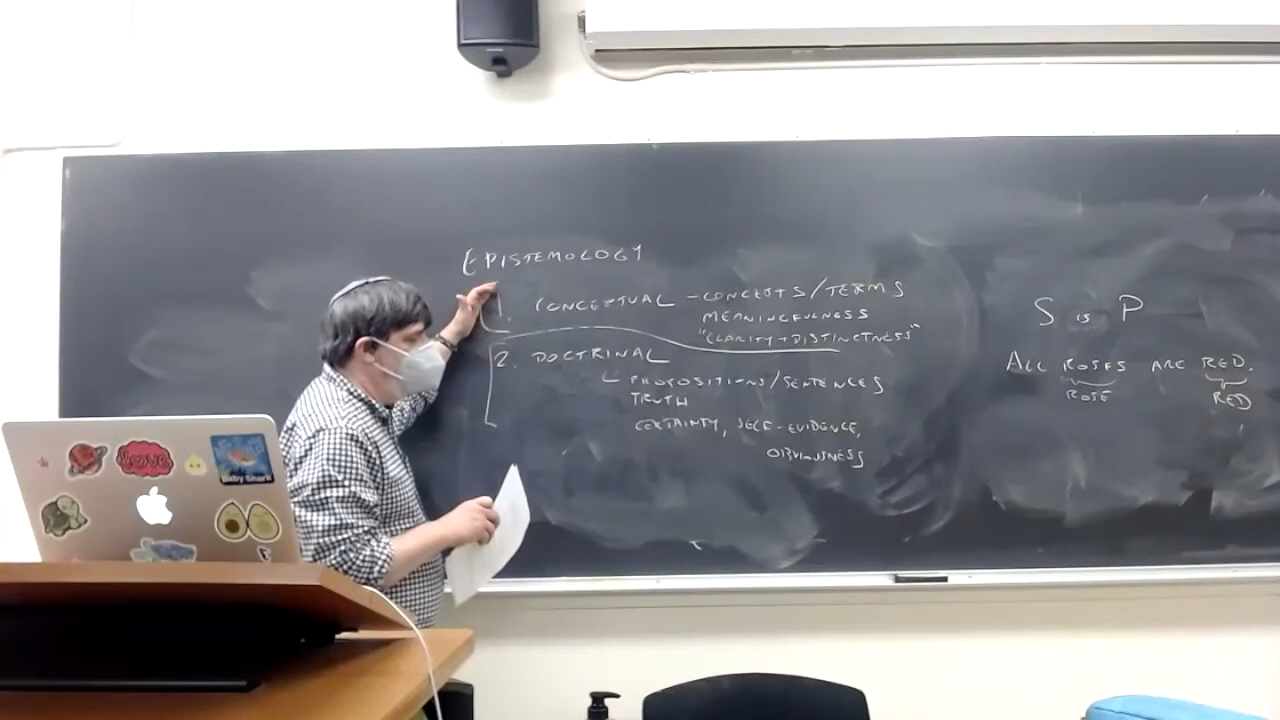 EPISTEMOLOGY
1. CONCEPTUAL - CONCEPTS/TERMS
MEANINGFULNESS
"CLARITY + DISTINCTNESS"
2. DOCTRINAL
PROPOSITIONS/SENTENCES
TRUTH
CERTAINTY, SELF-EVIDENCE,
OBVIOUSNESS
S is P
ALL ROSES ARE RED.
ROSE RED
LOVE
Baby Shark